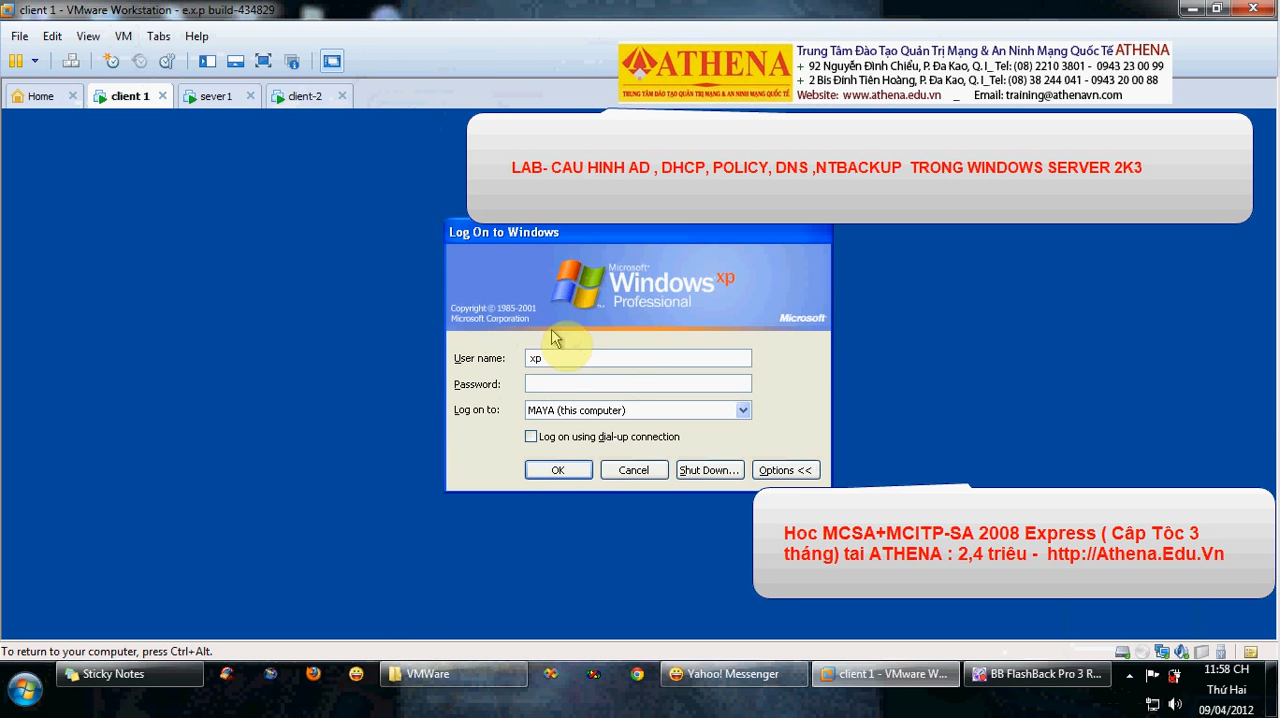 client 1 - VMware Workstation - e.x.p build-434829
File Edit View VM Tabs Help
ATHENA
TRUNG TÂM ĐÀO TẠO QUẢN TRỊ MẠNG & AN NINH MẠNG QUỐC TẾ
Trung Tâm Đào Tạo Quản Trị Mạng & An Ninh Mạng Quốc Tế ATHENA
+ 92 Nguyễn Đình Chiểu, P. Đa Kao, Q. I_ Tel: (08) 2210 3801 - 0943 23 00 99
+ 2 Bis Đinh Tiên Hoàng, P. Đa Kao, Q. I_Tel: (08) 38 244 041 - 0943 20 00 88
Website: www.athena.edu.vn _ Email: training@athenavn.com
Home client 1 sever1 client-2
LAB- CAU HINH AD , DHCP, POLICY, DNS ,NTBACKUP TRONG WINDOWS SERVER 2K3
Log On to Windows
Microsoft
Windows xp
Professional
Copyright © 1985-2001
Microsoft Corporation
Microsoft
User name: xp
Password:
Log on to: MAYA (this computer)
Log on using dial-up connection
OK Cancel Shut Down... Options <<
Hoc MCSA+MCITP-SA 2008 Express ( Câp Tôc 3
tháng) tai ATHENA : 2,4 triêu - http://Athena.Edu.Vn
To return to your computer, press Ctrl+Alt.
Sticky Notes VMWare Yahoo! Messenger client 1 - VMware W... BB FlashBack Pro 3 R...
11:58 CH
Thứ Hai
09/04/2012